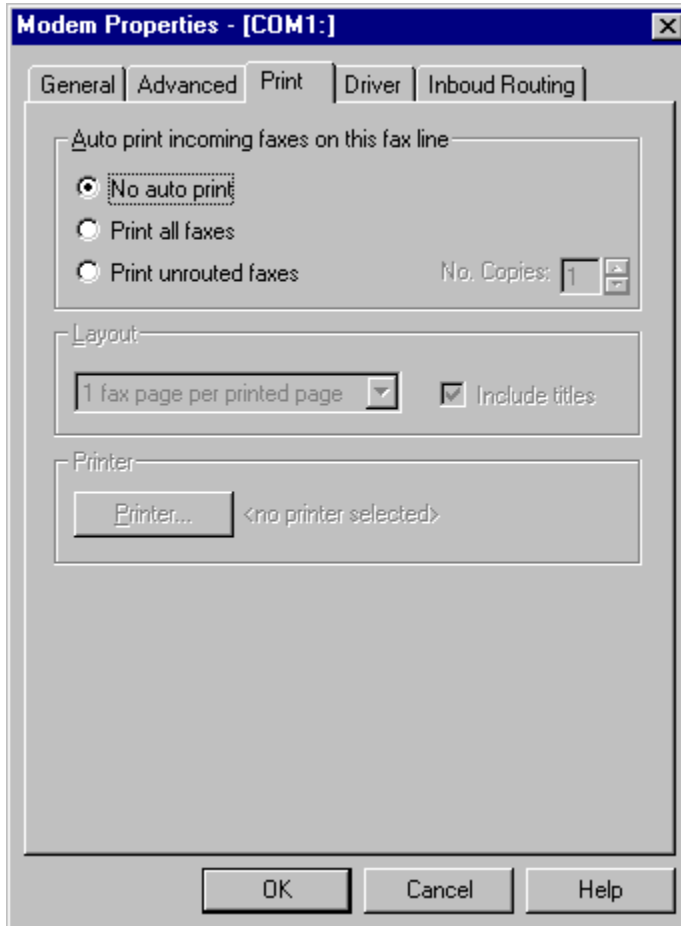 Modem Properties - [COM1:]
General Advanced Print Driver Inboud Routing
Auto print incoming faxes on this fax line
No auto print
Print all faxes
Print unrouted faxes No. Copies: 1
Layout
1 fax page per printed page Include titles
Printer
Printer... <no printer selected>
OK Cancel Help